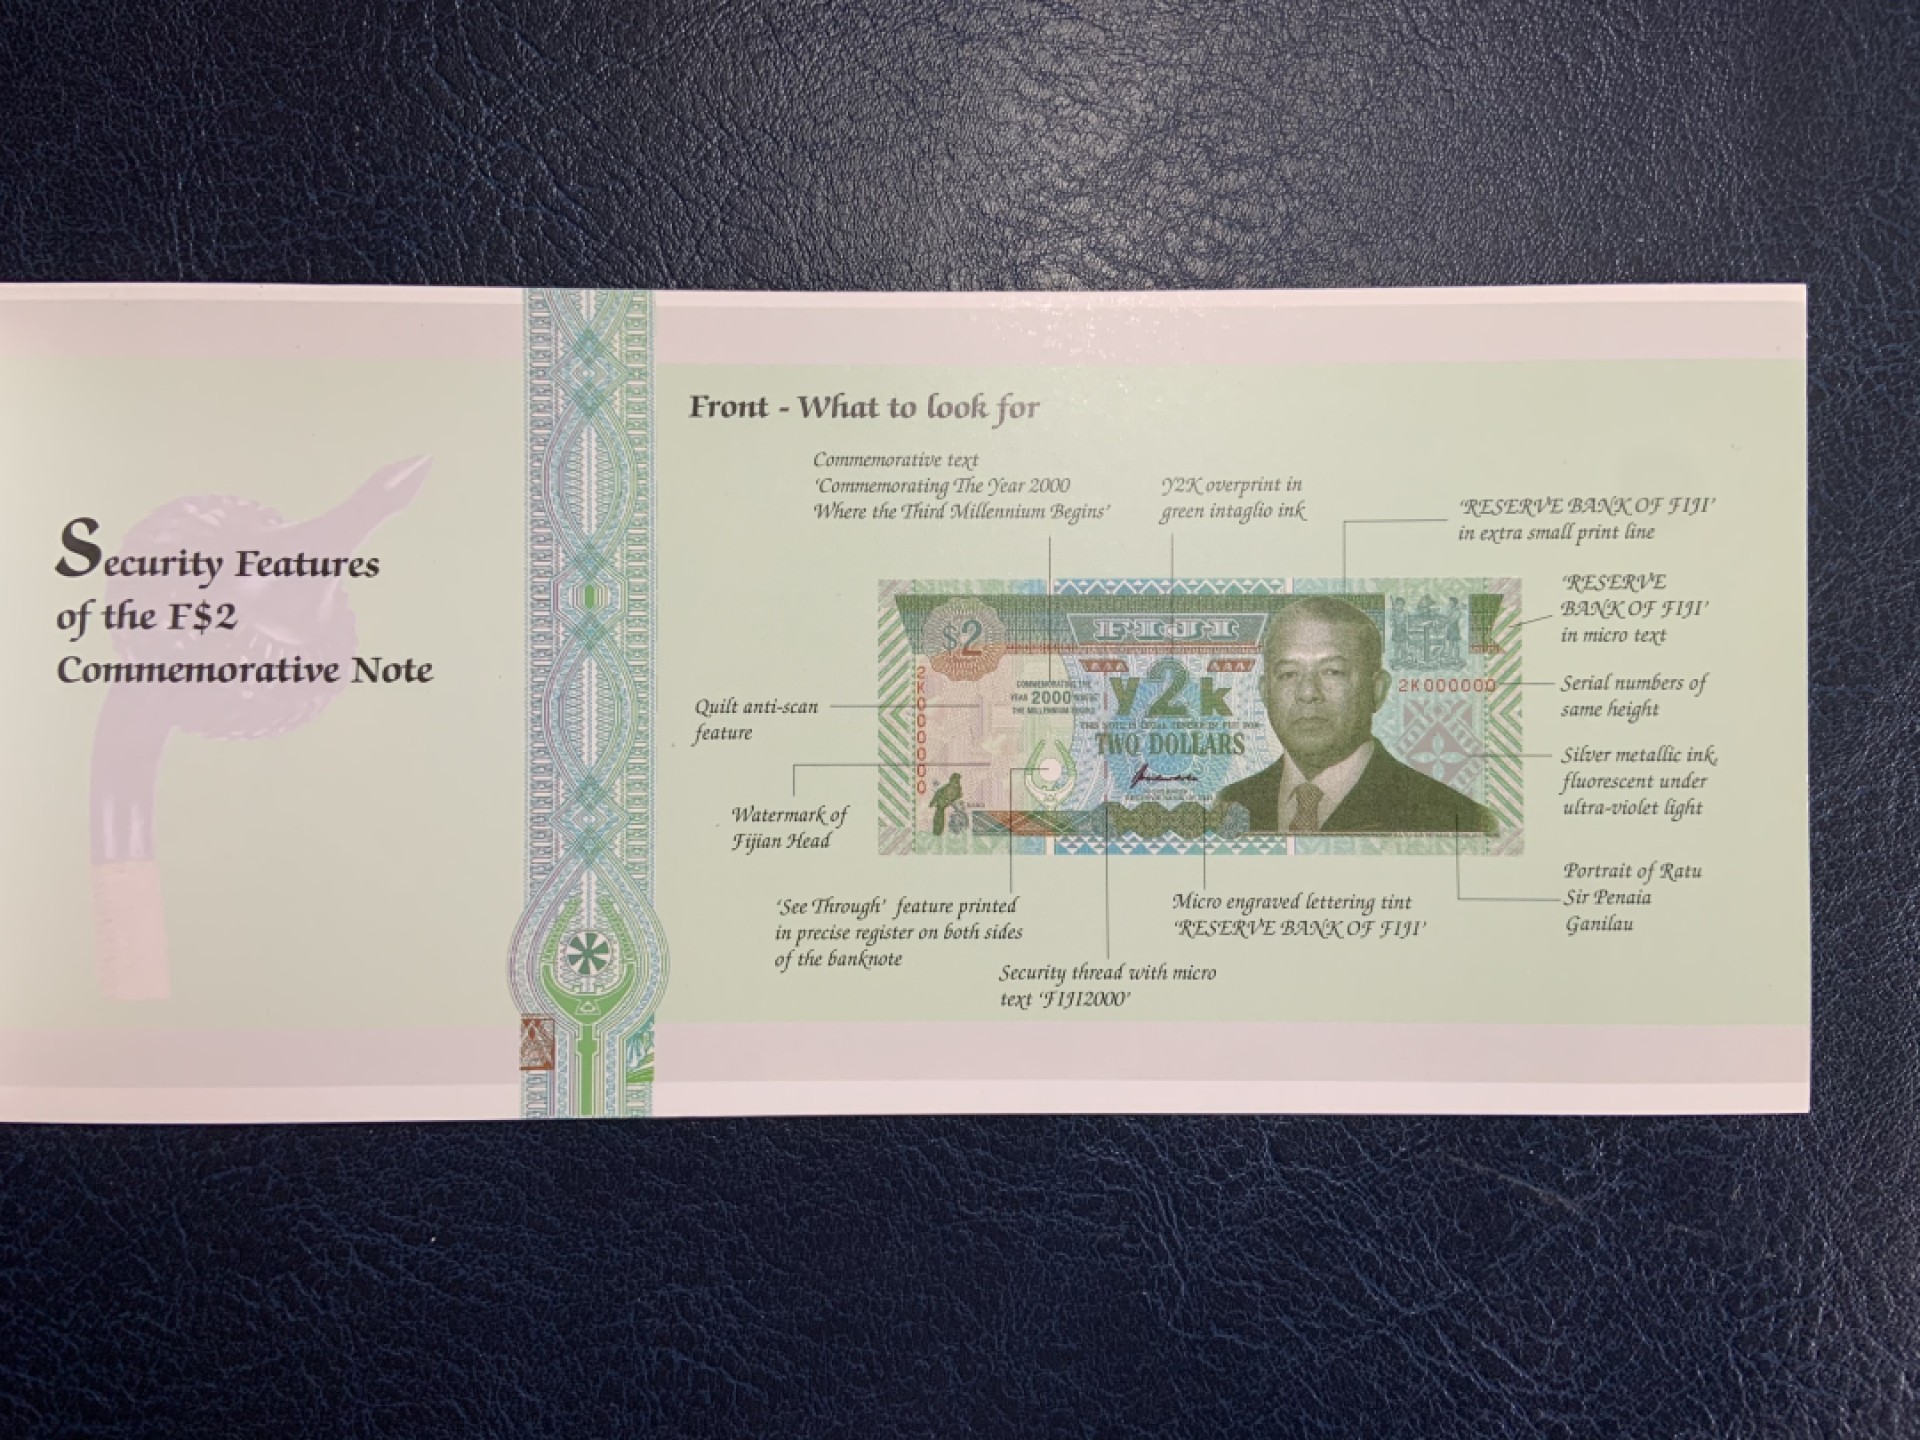 Security Features
of the F$2
Commemorative Note
Front - What to look for
Commemorative text
'Commemorating The Year 2000
Where the Third Millennium Begins'
Y2K overprint in
green intaglio ink
'RESERVE BANK OF FIJI'
in extra small print line
'RESERVE
BANK OF FIJI'
in micro text
Serial numbers of
same height
Silver metallic ink,
fluorescent under
ultra-violet light
Portrait of Ratu
Sir Penaia
Ganilau
Quilt anti-scan
feature
Watermark of
Fijian Head
'See Through' feature printed
in precise register on both sides
of the banknote
Security thread with micro
text 'FIJI2000'
Micro engraved lettering tint
'RESERVE BANK OF FIJI'
$2
FIJI
2K000000
COMMEMORATING THE
YEAR 2000
THE MILLENNIUM BEGINS
Y2K
TWO DOLLARS
2K000000